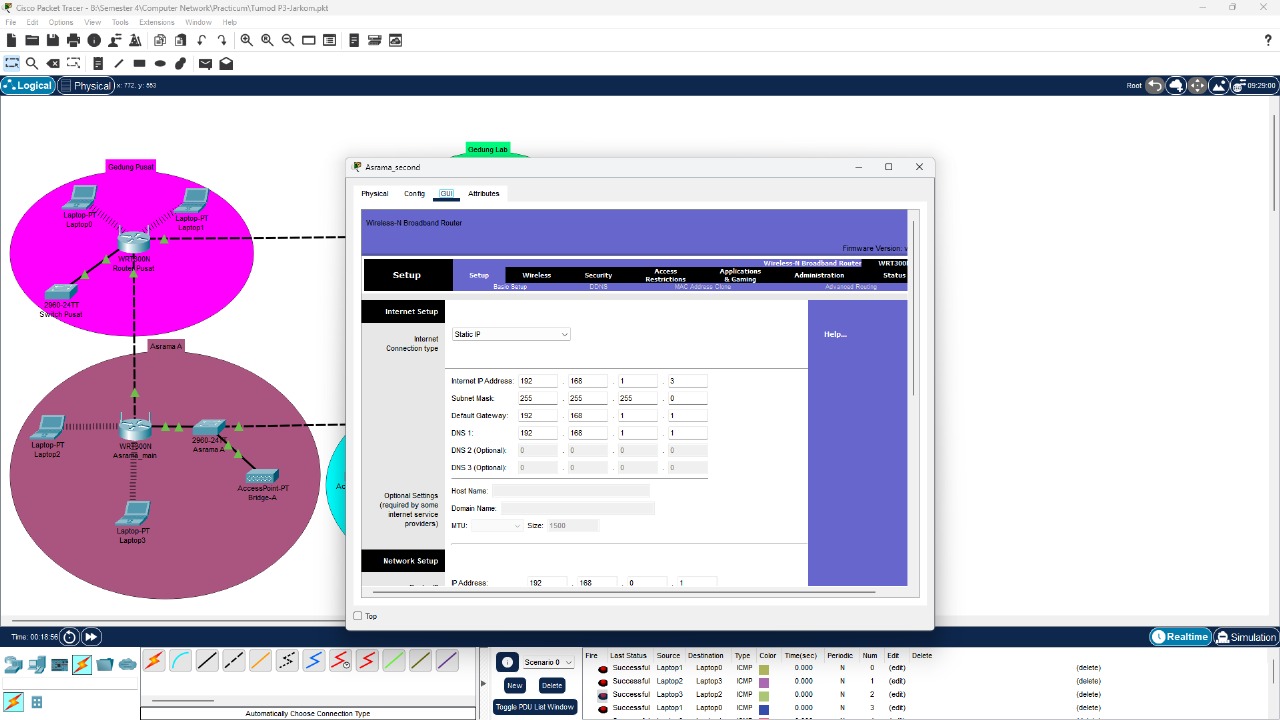 Cisco Packet Tracer - B:\Semester 4\Computer Network\Practicum\Tumod P3-Jarkom.pkt
File Edit Options View Tools Extensions Window Help
Logical Physical x: 772, y: 553 Root 09:29:00
Gedung Pusat
Laptop-PT
Laptop0
Laptop-PT
Laptop1
WRT300N
Router Pusat
2960-24TT
Switch Pusat
Asrama A
Laptop-PT
Laptop2
WRT300N
Asrama_main
2960-24TT
Asrama A
AccessPoint-PT
Bridge-A
Laptop-PT
Laptop3
Gedung Lab
Asrama_second
Physical Config GUI Attributes
Wireless-N Broadband Router
Firmware Version: v
Wireless-N Broadband Router WRT300
Setup
Setup Wireless Security Access Restrictions Applications & Gaming Administration Status
Basic Setup DDNS MAC Address Clone Advanced Routing
Internet Setup
Internet
Connection type
Static IP
Help...
Internet IP Address: 192 . 168 . 1 . 3
Subnet Mask: 255 . 255 . 255 . 0
Default Gateway: 192 . 168 . 1 . 1
DNS 1: 192 . 168 . 1 . 1
DNS 2 (Optional): 0 . 0 . 0 . 0
DNS 3 (Optional): 0 . 0 . 0 . 0
Optional Settings
(required by some
internet service
providers)
Host Name:
Domain Name:
MTU: Size: 1500
Network Setup
IP Address: 192 . 168 . 0 . 1
Top
Time: 00:18:56 Realtime Simulation
Automatically Choose Connection Type
Scenario 0
New Delete
Toggle PDU List Window
Fire Last Status Source Destination Type Color Time(sec) Periodic Num Edit Delete
Successful Laptop1 Laptop0 ICMP 0.000 N 0 (edit) (delete)
Successful Laptop2 Laptop3 ICMP 0.000 N 1 (edit) (delete)
Successful Laptop3 Laptop0 ICMP 0.000 N 2 (edit) (delete)
Successful Laptop1 Laptop0 ICMP 0.000 N 3 (edit) (delete)